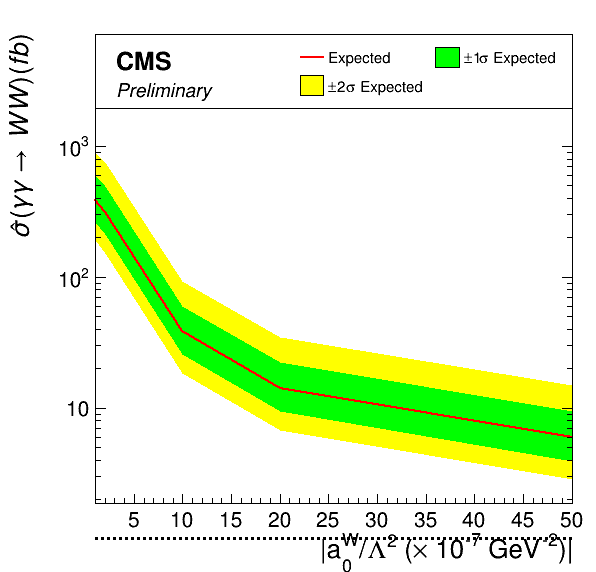 CMS
Preliminary
Expected
±1σ Expected
±2σ Expected
σ̂(γγ → WW)(fb)
10³
10²
10
5 10 15 20 25 30 35 40 45 50
|a₀ᵂ/Λ² (× 10⁻⁷ GeV⁻²)|